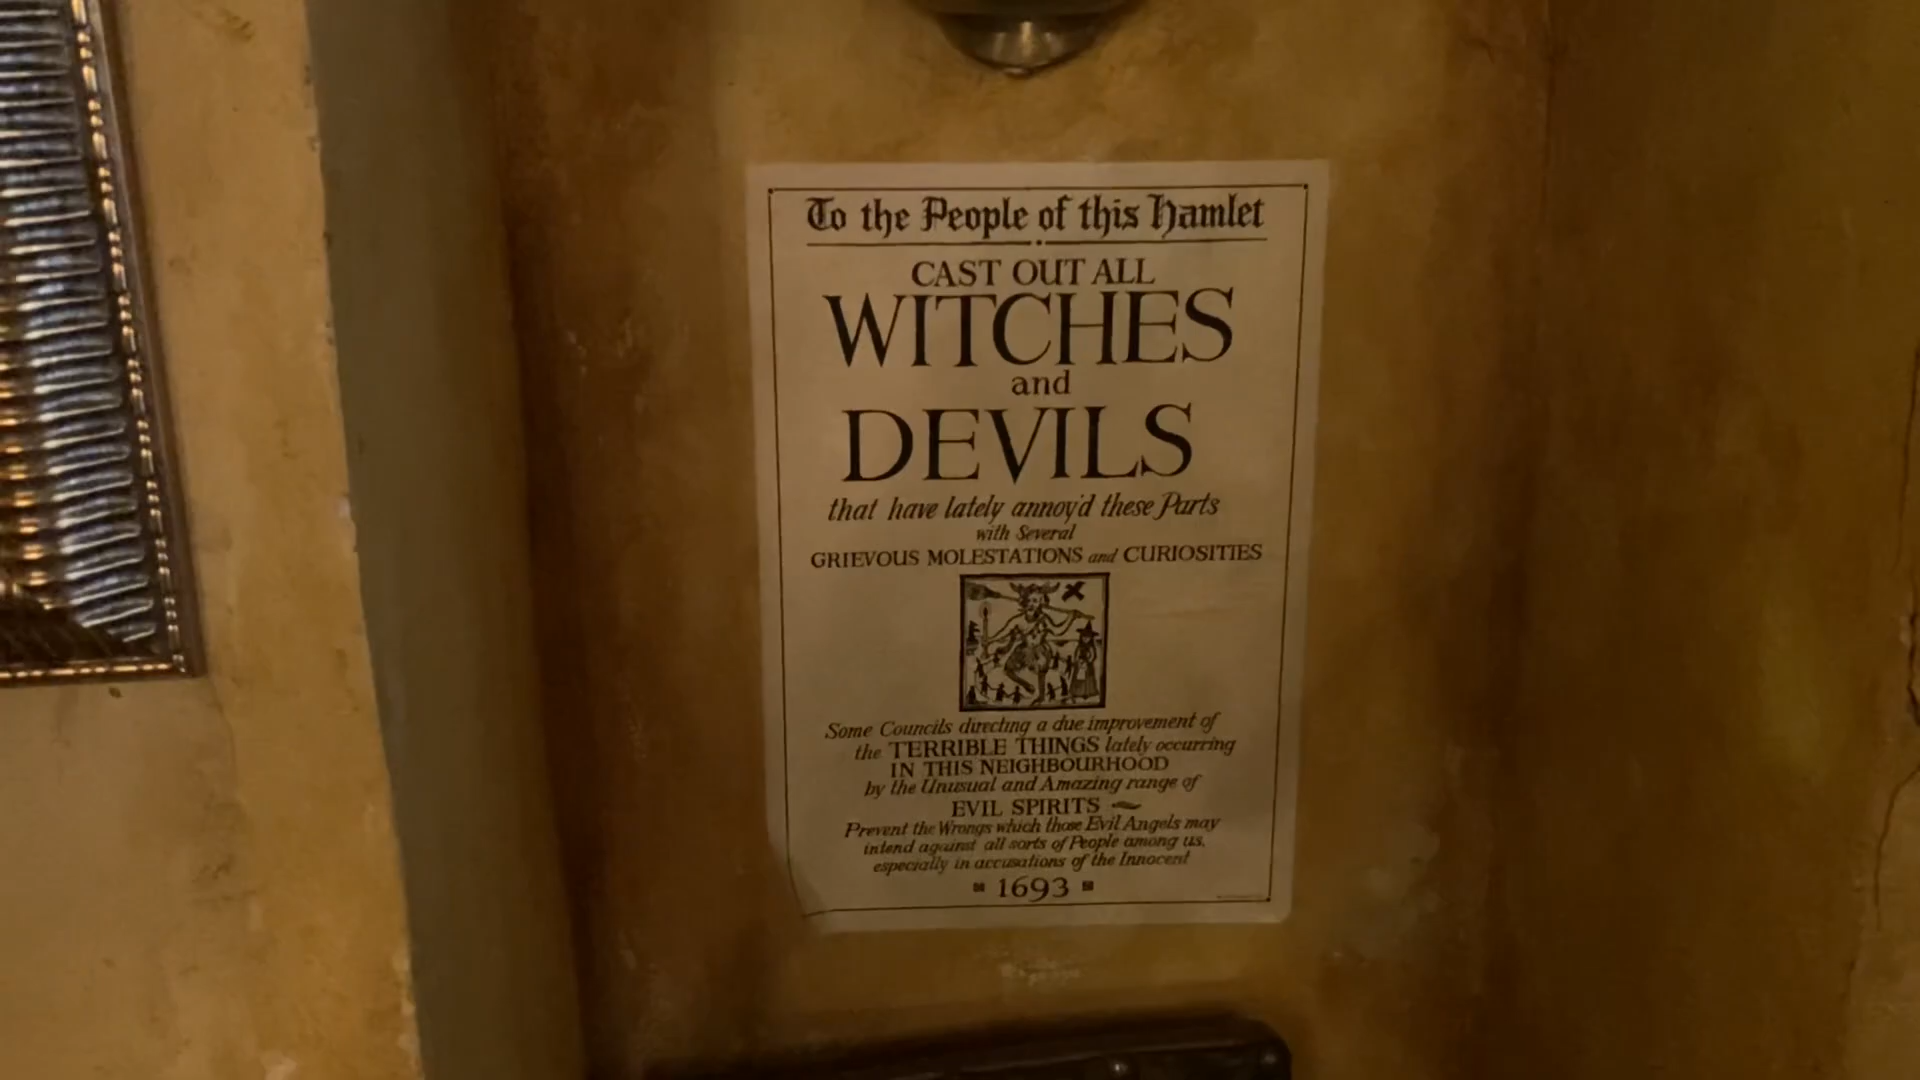 To the People of this Hamlet
CAST OUT ALL
WITCHES
and
DEVILS
that have lately annoy'd these Parts
with Several
GRIEVOUS MOLESTATIONS and CURIOSITIES
Some Councils directing a due improvement of
the TERRIBLE THINGS lately occurring
IN THIS NEIGHBOURHOOD
by the Unusual and Amazing range of
EVIL SPIRITS
Prevent the Wrongs which those Evil Angels may
intend against all sorts of People among us,
especially in accusations of the Innocent
1693